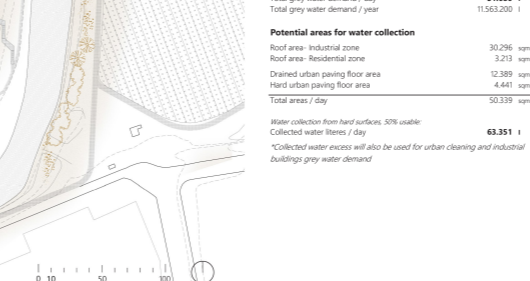 Total grey water demand / year 11.563.200 l
Potential areas for water collection
Roof area- Industrial zone 30.296 sqm
Roof area- Residential zone 3.213 sqm
Drained urban paving floor area 12.389 sqm
Hard urban paving floor area 4.441 sqm
Total areas / day 50.339 sqm
Water collection from hard surfaces, 50% usable:
Collected water literes / day 63.351 l
*Collected water excess will also be used for urban cleaning and industrial
buildings grey water demand
0 10 50 100